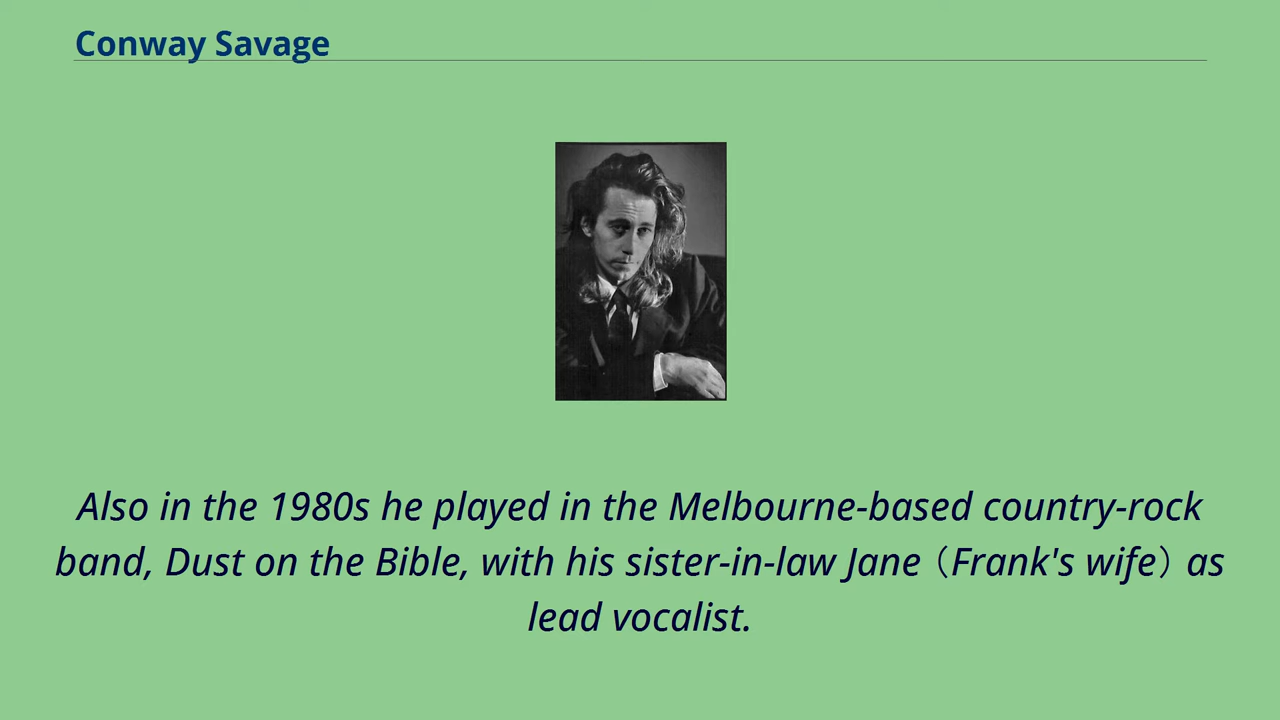 Conway Savage
Also in the 1980s he played in the Melbourne-based country-rock
band, Dust on the Bible, with his sister-in-law Jane（Frank's wife）as
lead vocalist.